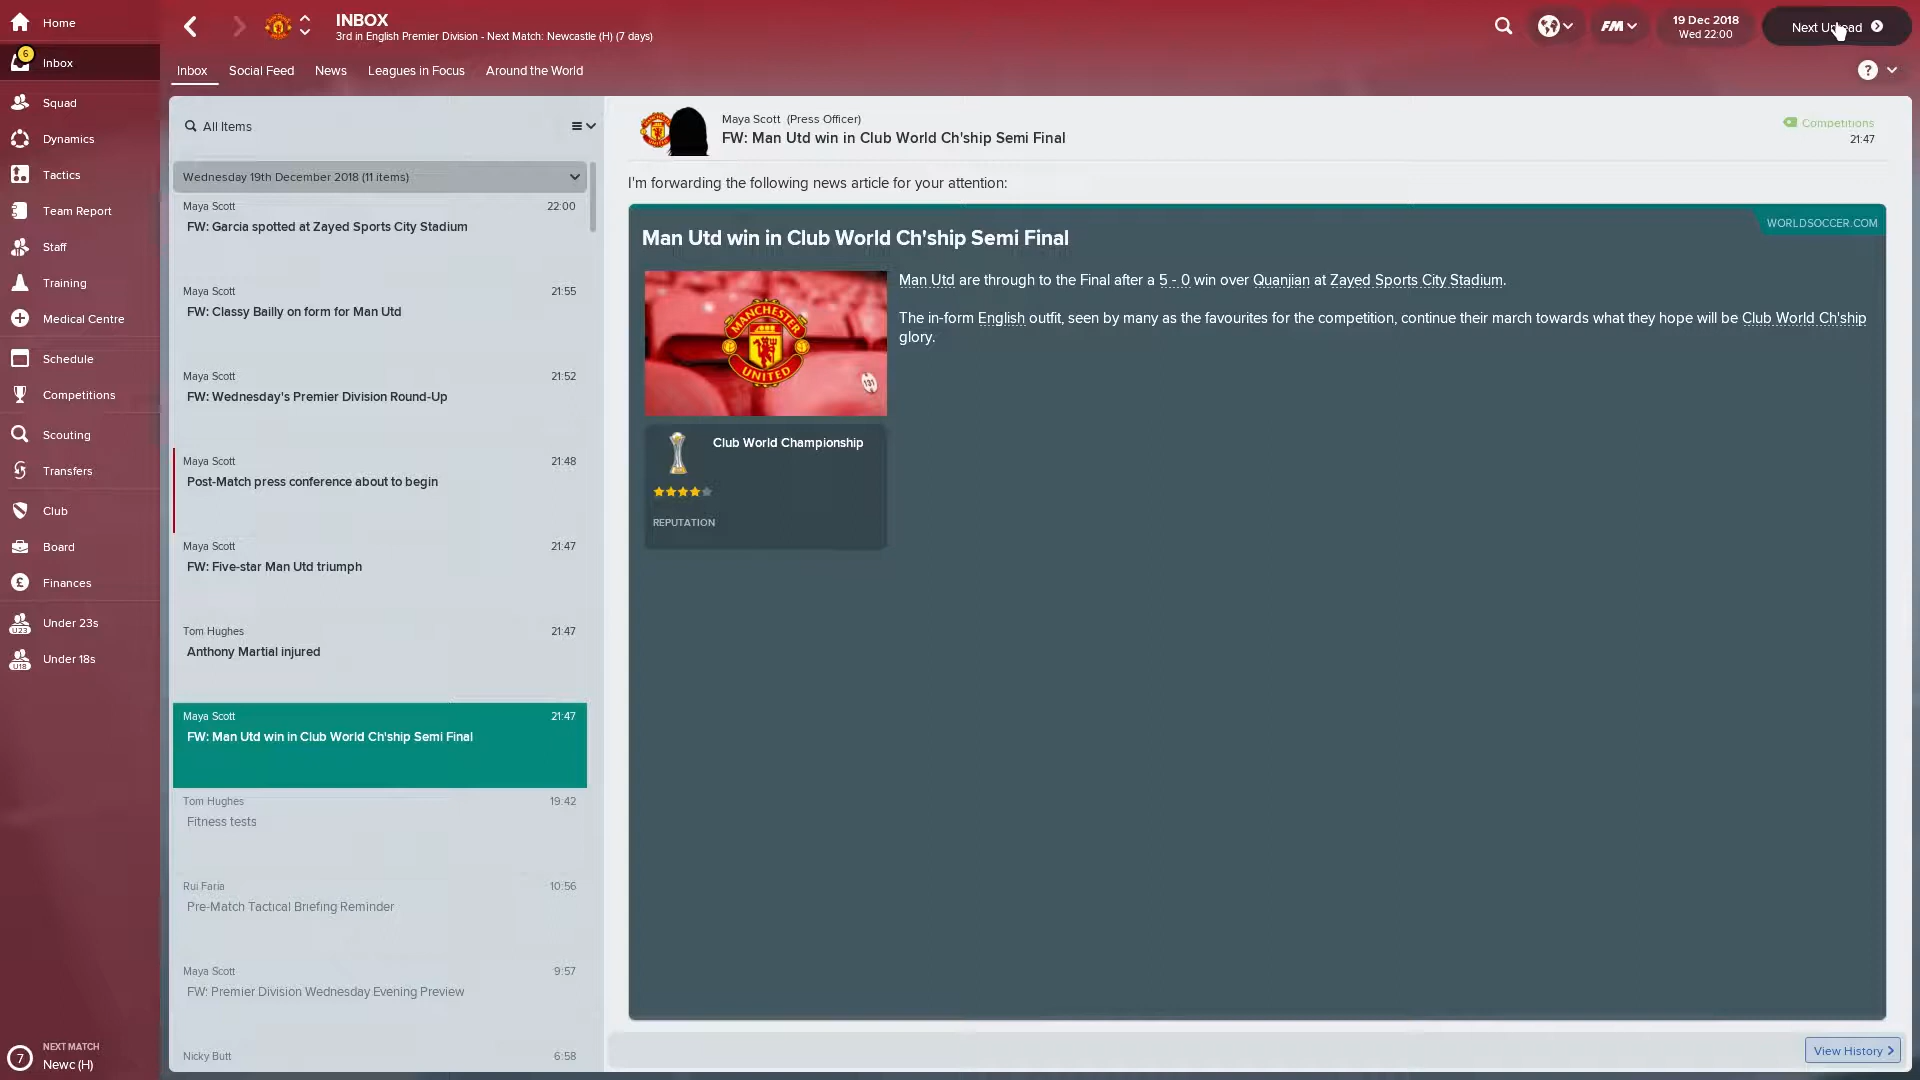 Home
6
Inbox
Squad
Dynamics
Tactics
Team Report
Staff
Training
Medical Centre
Schedule
Competitions
Scouting
Transfers
Club
Board
Finances
U23
Under 23s
U18
Under 18s
NEXT MATCH
7
Newc (H)
INBOX
3rd in English Premier Division - Next Match: Newcastle (H) (7 days)
FM
19 Dec 2018
Wed 22:00
Next
Inbox Social Feed News Leagues in Focus Around the World
?
All Items
Wednesday 19th December 2018 (11 items)
Maya Scott 22:00
FW: Garcia spotted at Zayed Sports City Stadium
Maya Scott 21:55
FW: Classy Bailly on form for Man Utd
Maya Scott 21:52
FW: Wednesday's Premier Division Round-Up
Maya Scott 21:48
Post-Match press conference about to begin
Maya Scott 21:47
FW: Five-star Man Utd triumph
Tom Hughes 21:47
Anthony Martial injured
Maya Scott 21:47
FW: Man Utd win in Club World Ch'ship Semi Final
Tom Hughes 19:42
Fitness tests
Rui Faria 10:56
Pre-Match Tactical Briefing Reminder
Maya Scott 9:57
FW: Premier Division Wednesday Evening Preview
Nicky Butt 6:58
Maya Scott (Press Officer)
FW: Man Utd win in Club World Ch'ship Semi Final
Competitions
21:47
I'm forwarding the following news article for your attention:
WORLDSOCCER.COM
Man Utd win in Club World Ch'ship Semi Final
MANCHESTER
UNITED
Man Utd are through to the Final after a 5 - 0 win over Quanjian at Zayed Sports City Stadium.
The in-form English outfit, seen by many as the favourites for the competition, continue their march towards what they hope will be Club World Ch'ship
glory.
Club World Championship
REPUTATION
View History